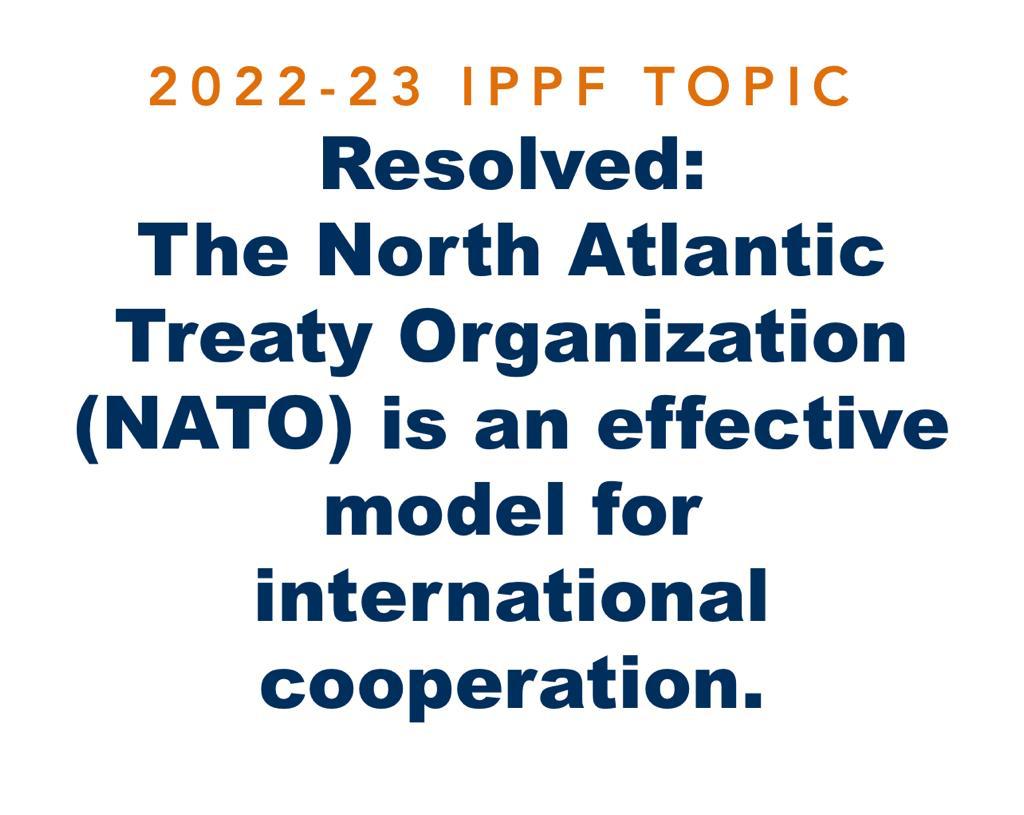 2022-23 IPPF TOPIC
Resolved:
The North Atlantic
Treaty Organization
(NATO) is an effective
model for
international
cooperation.